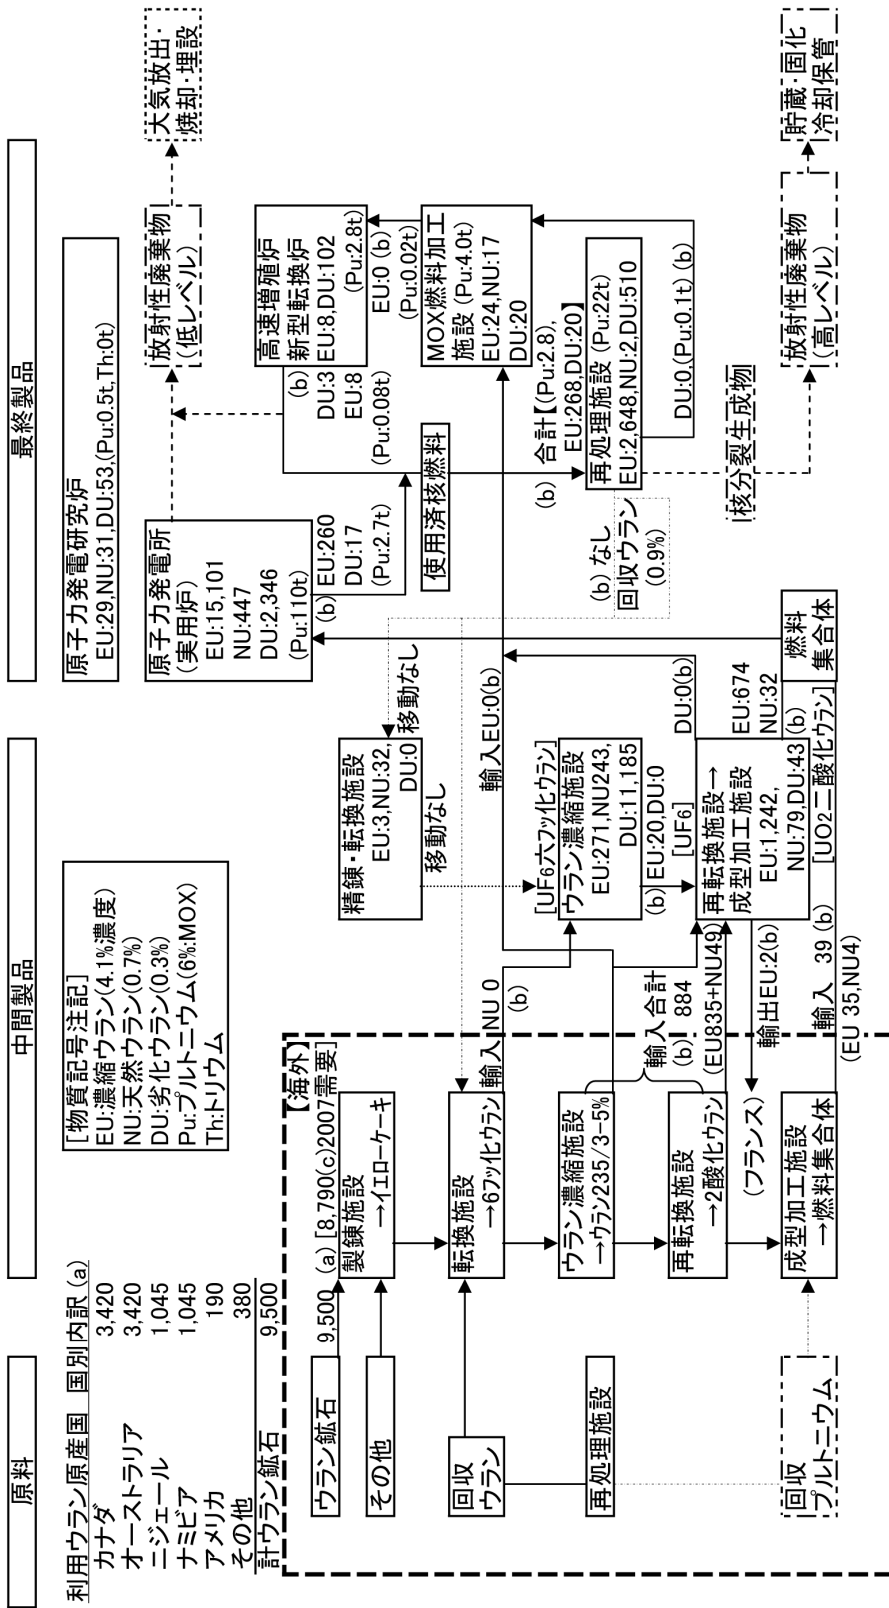 原料
中間製品
最終製品
利用ウラン原産国 国別内訳(a)
カナダ 3,420
オーストラリア 3,420
ニジェール 1,045
ナミビア 1,045
アメリカ 190
その他 380
計ウラン鉱石 9,500
[物質記号注記]
EU:濃縮ウラン(4.1%濃度)
NU:天然ウラン(0.7%)
DU:劣化ウラン(0.3%)
Pu:プルトニウム(6%:MOX)
Th:トリウム
原子力発電研究炉
EU:29,NU:31,DU:53,(Pu:0.5t,Th:0t)
原子力発電所
(実用炉)
EU:15,101
NU:447
DU:2,346
(Pu:110t)
放射性廃棄物
(低レベル)
大気放出・
焼却・埋設
高速増殖炉
新型転換炉
EU:8,DU:102
(Pu:2.8t)
(b)
DU:3
EU:8
(Pu:0.08t)
EU:0 (b)
(Pu:0.02t)
(b) EU:260
DU:17
(Pu:2.7t)
使用済核燃料
MOX燃料加工
施設 (Pu:4.0t)
EU:24,NU:17
DU:20
(b) 合計【(Pu:2.8),
EU:268,DU:20】
再処理施設 (Pu:22t)
EU:2,648,NU:2,DU:510
DU:0,(Pu:0.1t) (b)
(b) なし
回収ウラン
(0.9%)
核分裂生成物
放射性廃棄物
(高レベル)
貯蔵・固化
冷却保管
【海外】
ウラン鉱石
9,500 (a) [8,790(c)2007需要]
製錬施設
→イエローケーキ
その他
回収
ウラン
転換施設
→6フッ化ウラン
再処理施設
ウラン濃縮施設
→ウラン235/3-5%
再転換施設
→2酸化ウラン
回収
プルトニウム
成型加工施設
→燃料集合体
精錬・転換施設
EU:3,NU:32,
DU:0
移動なし
移動なし
輸入 NU 0
(b)
輸入EU:0(b)
[UF6六フッ化ウラン]
ウラン濃縮施設
EU:271,NU243,
DU:11,185
(b) EU:20,DU:0
[UF6]
輸入合計
(b) 884
(EU835+NU49)
再転換施設→
成型加工施設
EU:1,242,
NU:79,DU:43
DU:0(b)
EU:674
NU:32
(b)
[UO2二酸化ウラン]
輸出EU:2(b)
(フランス)
輸入 39 (b)
(EU 35,NU4)
燃料
集合体